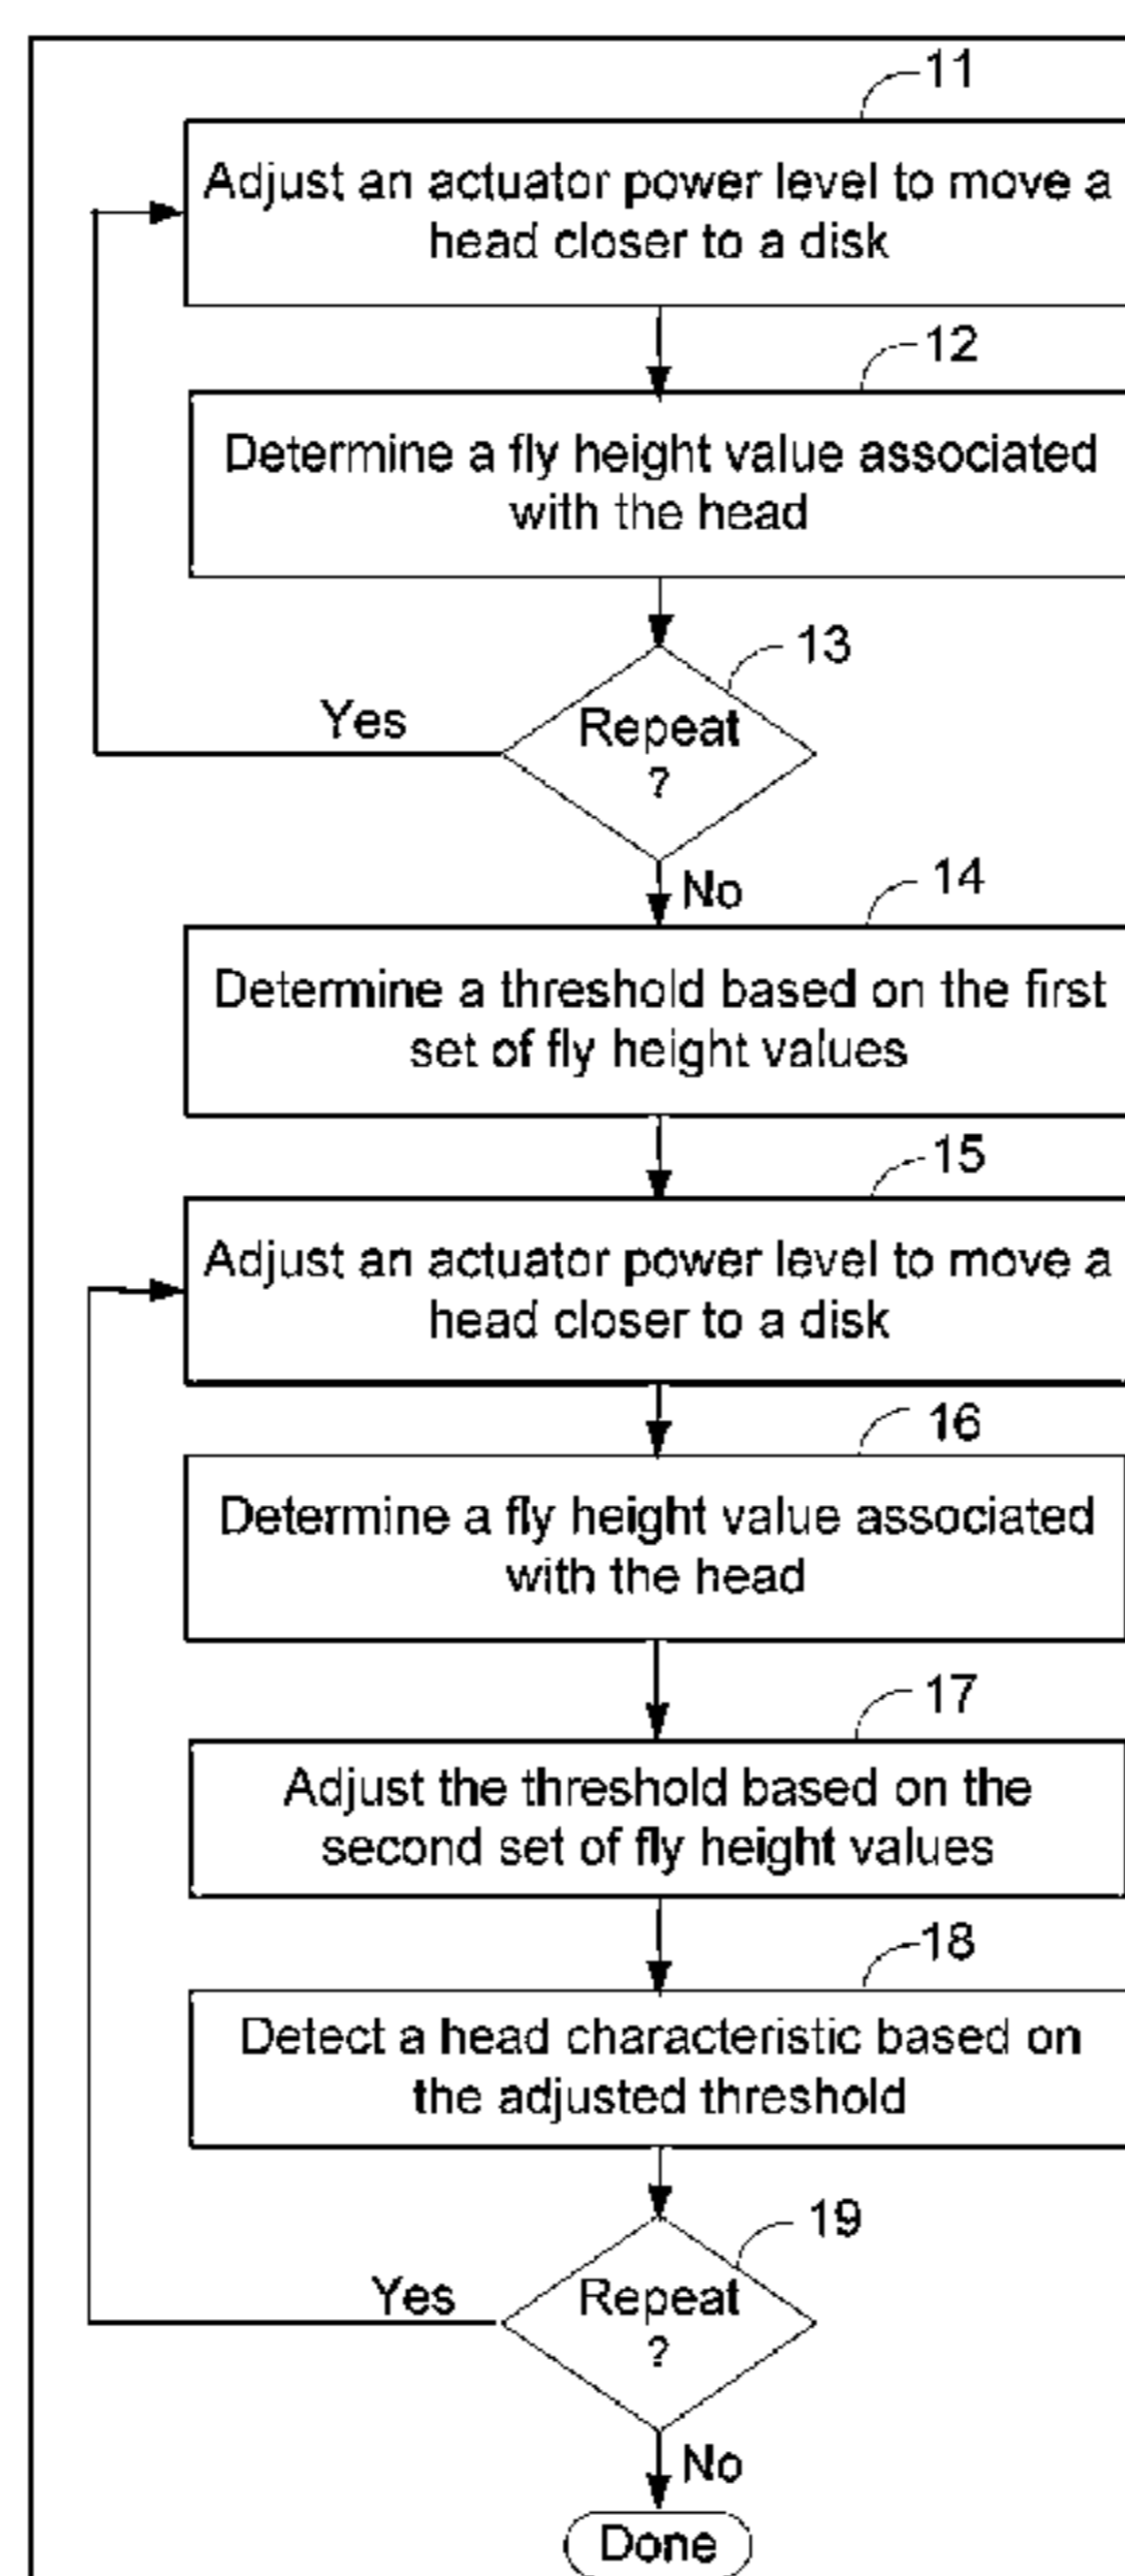 11
Adjust an actuator power level to move a
head closer to a disk
12
Determine a fly height value associated
with the head
13
Repeat
?
Yes
No
14
Determine a threshold based on the first
set of fly height values
15
Adjust an actuator power level to move a
head closer to a disk
16
Determine a fly height value associated
with the head
17
Adjust the threshold based on the
second set of fly height values
18
Detect a head characteristic based on
the adjusted threshold
19
Repeat
?
Yes
No
Done